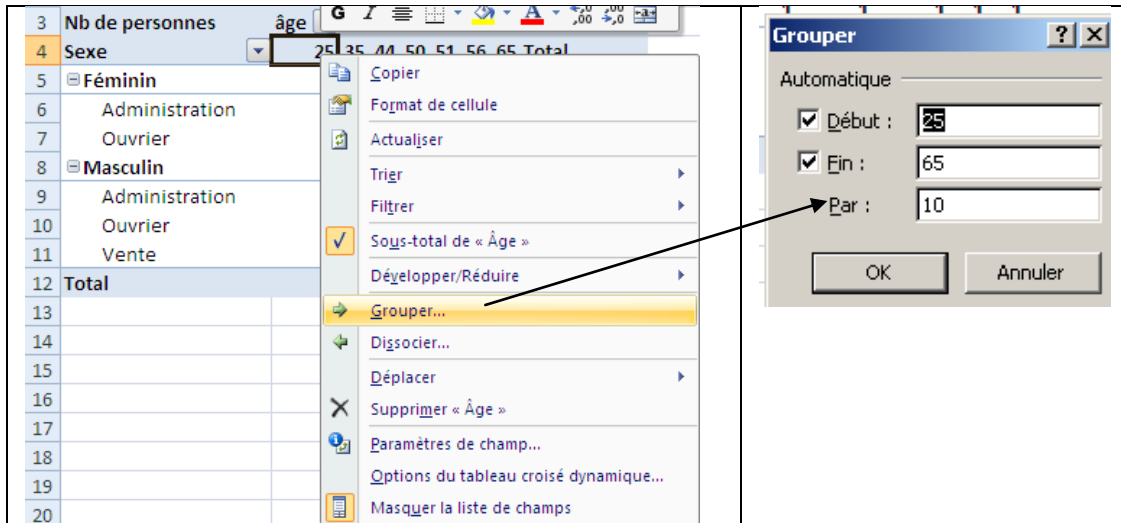 3 Nb de personnes âge
G I A ,00 ,00 ,0
4 Sexe 25 35 44 50 51 56 65 Total
5 Féminin
6 Administration
7 Ouvrier
8 Masculin
9 Administration
10 Ouvrier
11 Vente
12 Total
13
14
15
16
17
18
19
20
Copier
Format de cellule
Actualiser
Trier
Filtrer
Sous-total de « Âge »
Développer/Réduire
Grouper...
Dissocier...
Déplacer
Supprimer « Âge »
Paramètres de champ...
Options du tableau croisé dynamique...
Masquer la liste de champs
Grouper ? X
Automatique
Début : 25
Fin : 65
Par : 10
OK Annuler